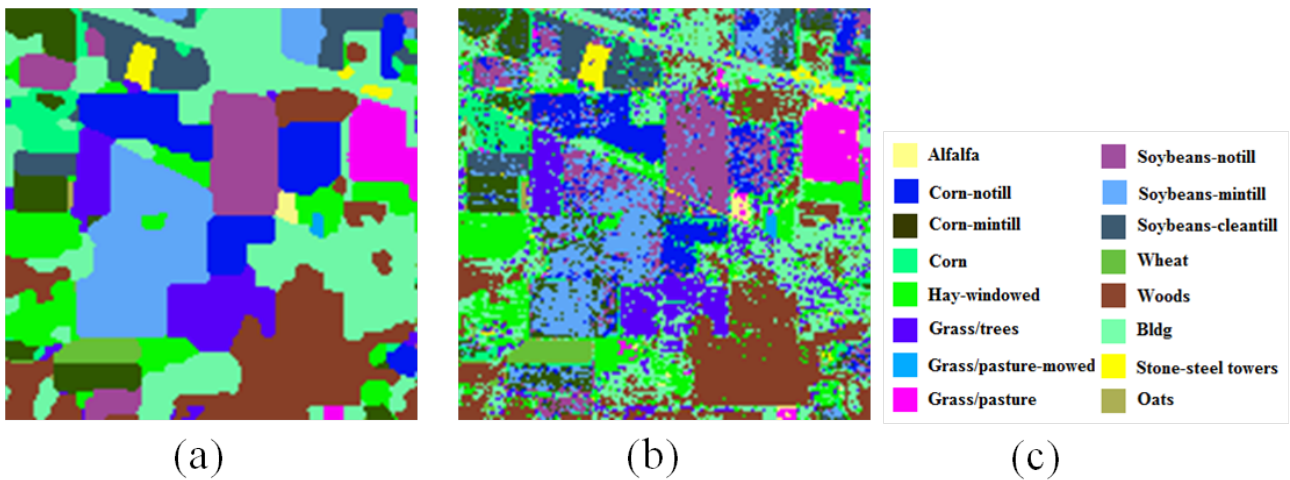 Alfalfa
Corn-notill
Corn-mintill
Corn
Hay-windowed
Grass/trees
Grass/pasture-mowed
Grass/pasture
Soybeans-notill
Soybeans-mintill
Soybeans-cleantill
Wheat
Woods
Bldg
Stone-steel towers
Oats
(a)
(b)
(c)